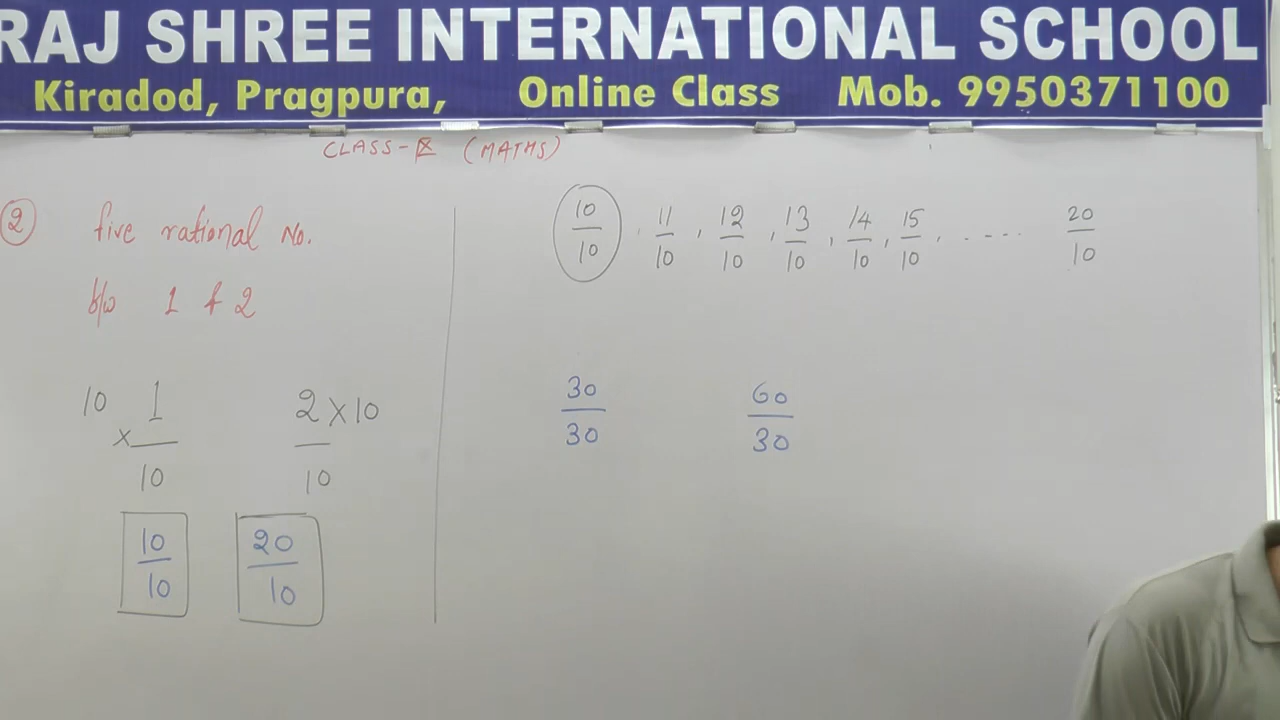 RAJ SHREE INTERNATIONAL SCHOOL
Kiradod, Pragpura, Online Class Mob. 9950371100
CLASS- (MATHS)
② five rational No.
b/w 1 & 2
10 × 1/10 2 × 10/10
10/10 20/10
10/10, 11/10, 12/10, 13/10, 14/10, 15/10, ..... 20/10
30/30 60/30